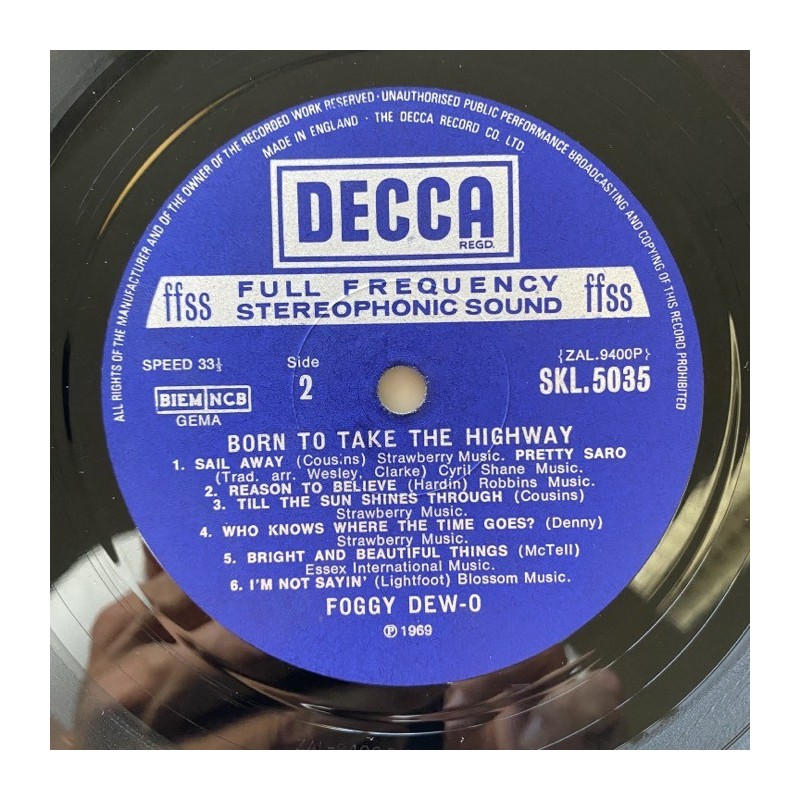 ALL RIGHTS OF THE MANUFACTURER AND OF THE OWNER OF THE RECORDED WORK RESERVED · UNAUTHORISED PUBLIC PERFORMANCE BROADCASTING AND COPYING OF THIS RECORD PROHIBITED
MADE IN ENGLAND · THE DECCA RECORD CO. LTD.
DECCA
REGD.
ffss FULL FREQUENCY ffss
STEREOPHONIC SOUND
SPEED 33⅓ Side {ZAL.9400P}
2 SKL.5035
BIEM NCB
GEMA
BORN TO TAKE THE HIGHWAY
1. SAIL AWAY (Cous.ns) Strawberry Music. PRETTY SARO
(Trad. arr. Wesley, Clarke) Cyril Shane Music.
2. REASON TO BELIEVE (Hardin) Robbins Music.
3. TILL THE SUN SHINES THROUGH (Cousins)
Strawberry Music.
4. WHO KNOWS WHERE THE TIME GOES? (Denny)
Strawberry Music.
5. BRIGHT AND BEAUTIFUL THINGS (McTell)
Essex International Music.
6. I'M NOT SAYIN' (Lightfoot) Blossom Music.
FOGGY DEW-O
℗ 1969